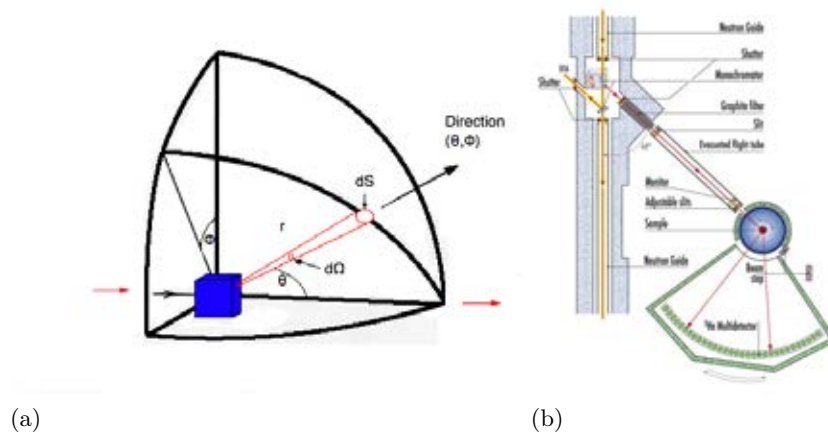 Direction
(θ,Φ)
dS
r
Φ
dΩ
θ
(a)
Neutron Guide
Shutter
Monochromator
Shutter
Graphite filter
Slit
Evacuated flight tube
Monitor
Adjustable slits
Sample
Beam
stop
Neutron Guide
³He Multidetector
(b)